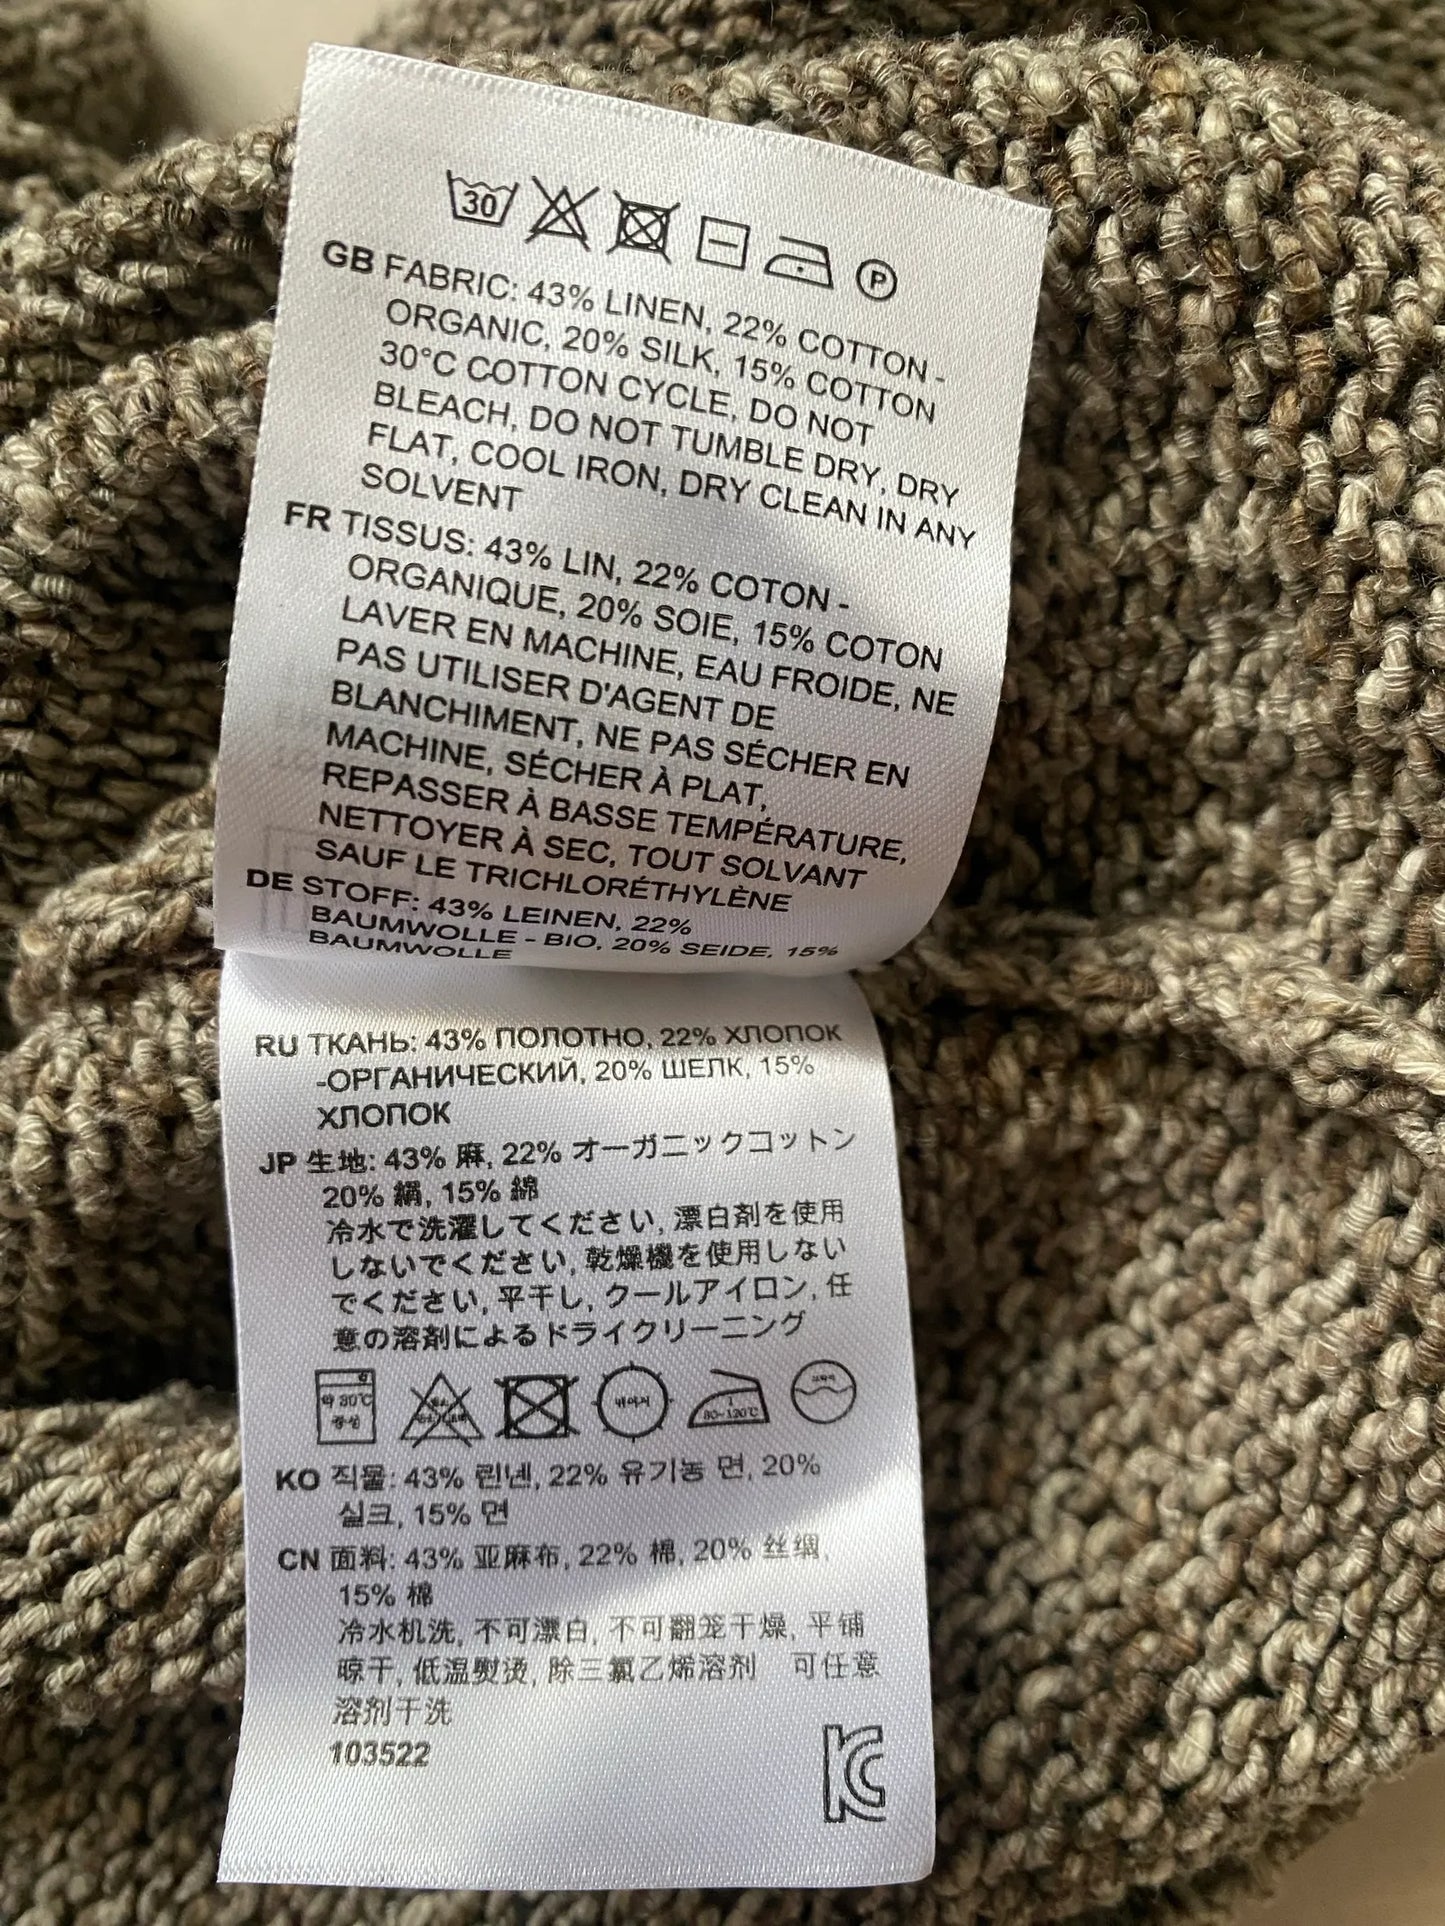 30
P
GB FABRIC: 43% LINEN, 22% COTTON -
ORGANIC, 20% SILK, 15% COTTON
30°C COTTON CYCLE, DO NOT
BLEACH, DO NOT TUMBLE DRY, DRY
FLAT, COOL IRON, DRY CLEAN IN ANY
SOLVENT
FR TISSUS: 43% LIN, 22% COTON -
ORGANIQUE, 20% SOIE, 15% COTON
LAVER EN MACHINE, EAU FROIDE, NE
PAS UTILISER D'AGENT DE
BLANCHIMENT, NE PAS SÉCHER EN
MACHINE, SÉCHER À PLAT,
REPASSER À BASSE TEMPÉRATURE,
NETTOYER À SEC, TOUT SOLVANT
SAUF LE TRICHLORÉTHYLÈNE
DE STOFF: 43% LEINEN, 22%
BAUMWOLLE - BIO, 20% SEIDE, 15%
BAUMWOLLE
RU ТКАНЬ: 43% ПОЛОТНО, 22% ХЛОПОК
-ОРГАНИЧЕСКИЙ, 20% ШЕЛК, 15%
ХЛОПОК
JP 生地: 43% 麻, 22% オーガニックコットン
20% 絹, 15% 綿
冷水で洗濯してください, 漂白剤を使用
しないでください, 乾燥機を使用しない
でください, 平干し, クールアイロン, 任
意の溶剤によるドライクリーニング
약 30℃
중성
뉘어서
80~120℃
KO 직물: 43% 린넨, 22% 유기농 면, 20%
실크, 15% 면
CN 面料: 43% 亚麻布, 22% 棉, 20% 丝绸,
15% 棉
冷水机洗, 不可漂白, 不可翻笼干燥, 平铺
晾干, 低温熨烫, 除三氯乙烯溶剂 可任意
溶剂干洗
103522